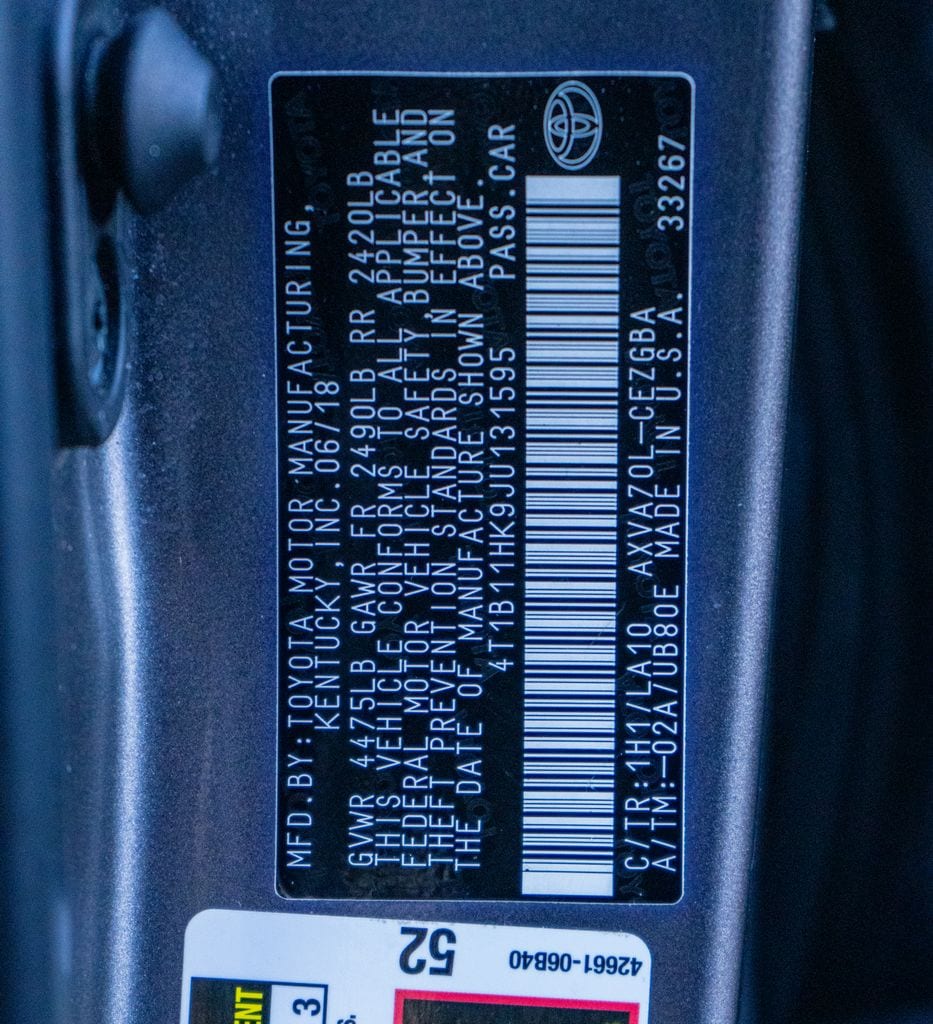 MFD.BY:TOYOTA MOTOR MANUFACTURING,
KENTUCKY,INC.06/18
GVWR 4475LB GAWR FR 2490LB RR 2420LB
THIS VEHICLE CONFORMS TO ALL APPLICABLE
FEDERAL MOTOR VEHICLE SAFETY,BUMPER,AND
THEFT PREVENTION STANDARDS IN EFFECT ON
THE DATE OF MANUFACTURE SHOWN ABOVE.
4T1B11HK9JU131595 PASS.CAR
C/TR:1H1/LA10 AXVA70L-CEZGBA
A/TM:-02A/UB80E MADE IN U.S.A. 33267
52
42661-06B40
ENT
3